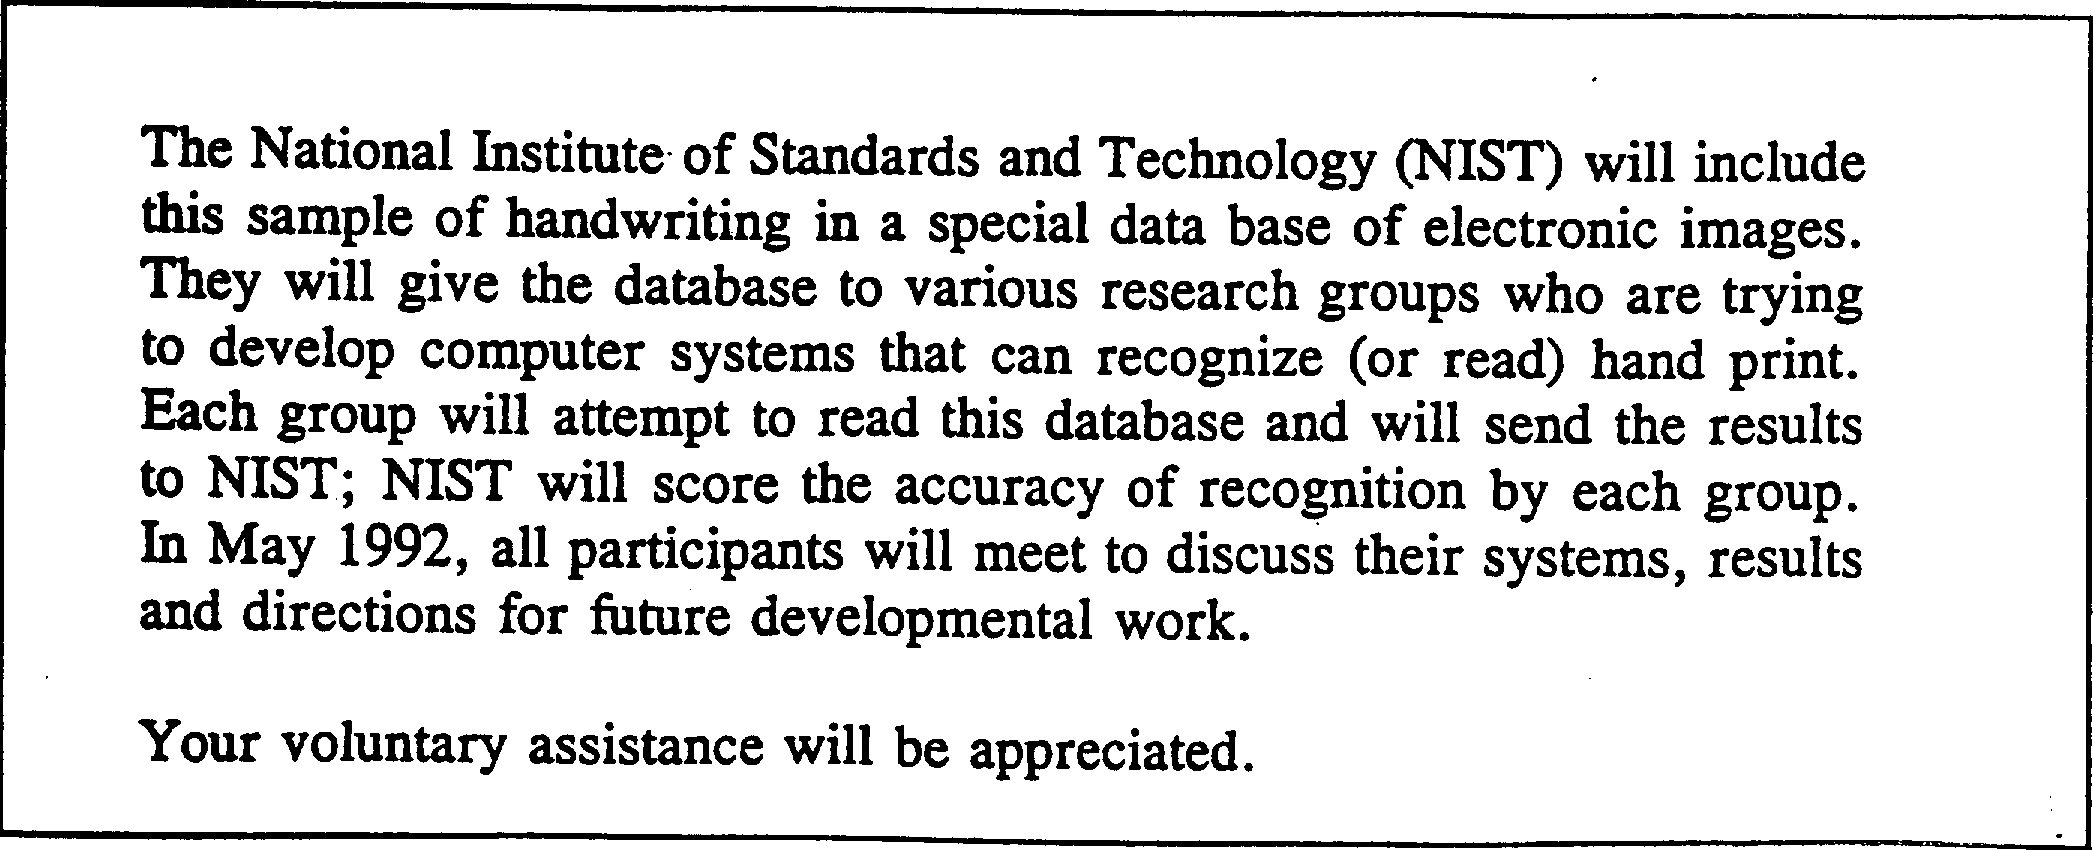 The National Institute of Standards and Technology (NIST) will include
this sample of handwriting in a special data base of electronic images.
They will give the database to various research groups who are trying
to develop computer systems that can recognize (or read) hand print.
Each group will attempt to read this database and will send the results
to NIST; NIST will score the accuracy of recognition by each group.
In May 1992, all participants will meet to discuss their systems, results
and directions for future developmental work.

Your voluntary assistance will be appreciated.